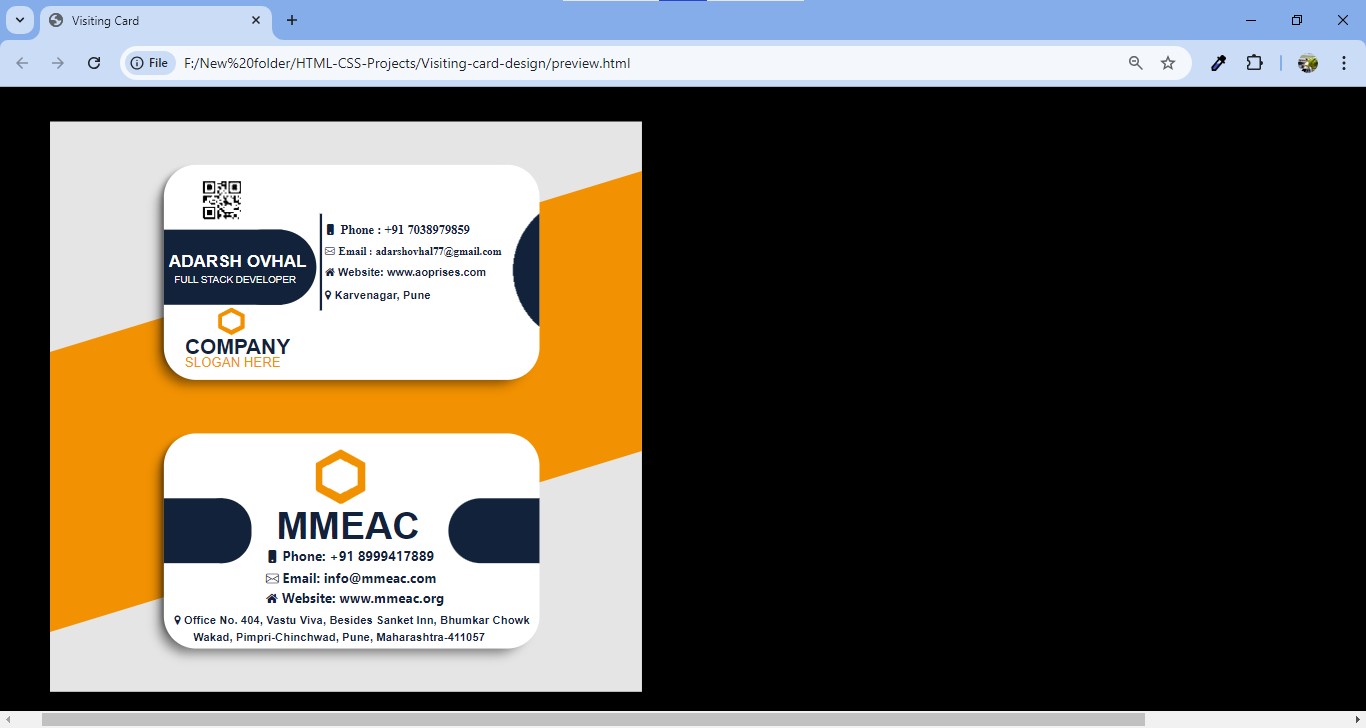 Visiting Card
File
F:/New%20folder/HTML-CSS-Projects/Visiting-card-design/preview.html
ADARSH OVHAL
FULL STACK DEVELOPER
COMPANY
SLOGAN HERE
Phone : +91 7038979859
Email : adarshovhal77@gmail.com
Website: www.aoprises.com
Karvenagar, Pune
MMEAC
Phone: +91 8999417889
Email: info@mmeac.com
Website: www.mmeac.org
Office No. 404, Vastu Viva, Besides Sanket Inn, Bhumkar Chowk
Wakad, Pimpri-Chinchwad, Pune, Maharashtra-411057